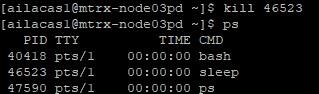 [ailacas1@mtrx-node03pd ~]$ kill 46523
[ailacas1@mtrx-node03pd ~]$ ps
PID TTY TIME CMD
40418 pts/1 00:00:00 bash
46523 pts/1 00:00:00 sleep
47590 pts/1 00:00:00 ps